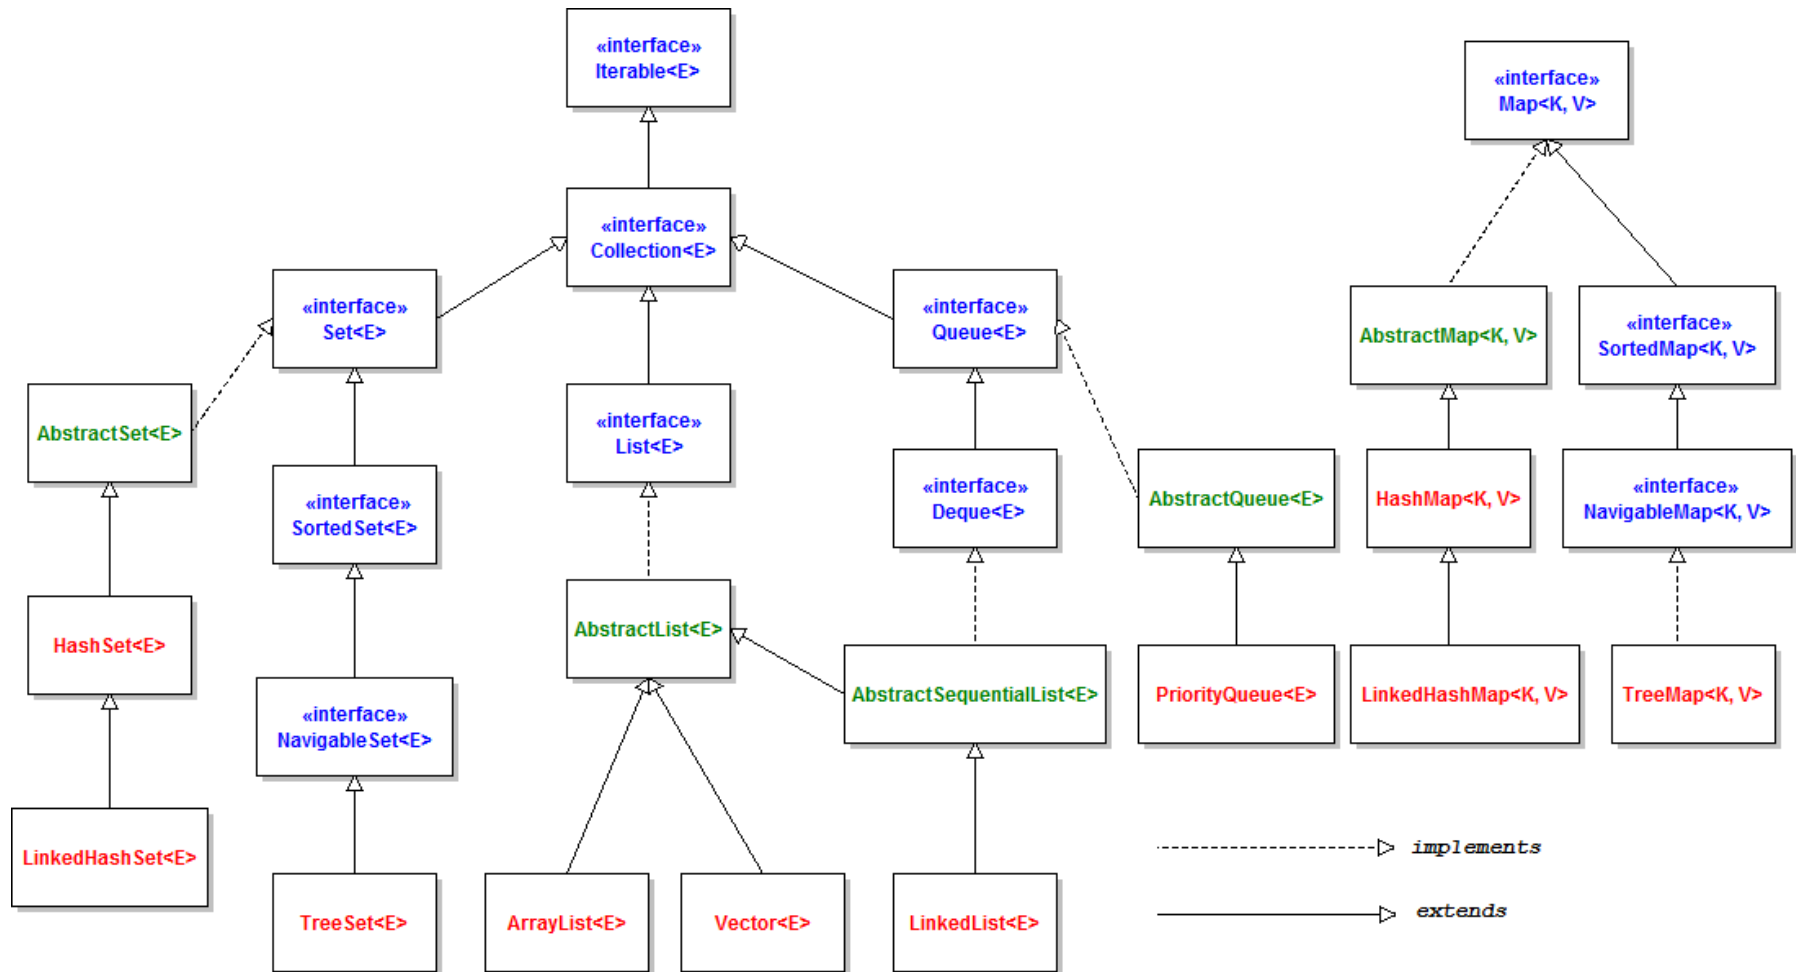 «interface»
Iterable<E>
«interface»
Map<K, V>
«interface»
Collection<E>
«interface»
Set<E>
«interface»
Queue<E>
AbstractMap<K, V>
«interface»
SortedMap<K, V>
AbstractSet<E>
«interface»
List<E>
«interface»
SortedSet<E>
«interface»
Deque<E>
AbstractQueue<E>
HashMap<K, V>
«interface»
NavigableMap<K, V>
HashSet<E>
AbstractList<E>
«interface»
NavigableSet<E>
AbstractSequentialList<E>
PriorityQueue<E>
LinkedHashMap<K, V>
TreeMap<K, V>
LinkedHashSet<E>
TreeSet<E>
ArrayList<E>
Vector<E>
LinkedList<E>
implements
extends